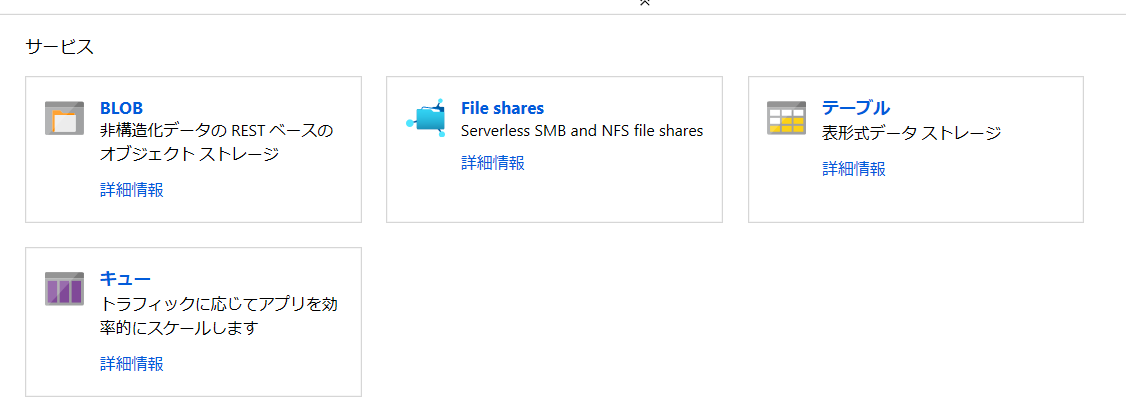 サービス
BLOB
非構造化データの REST ベースの
オブジェクト ストレージ
詳細情報
File shares
Serverless SMB and NFS file shares
詳細情報
テーブル
表形式データ ストレージ
詳細情報
キュー
トラフィックに応じてアプリを効
率的にスケールします
詳細情報